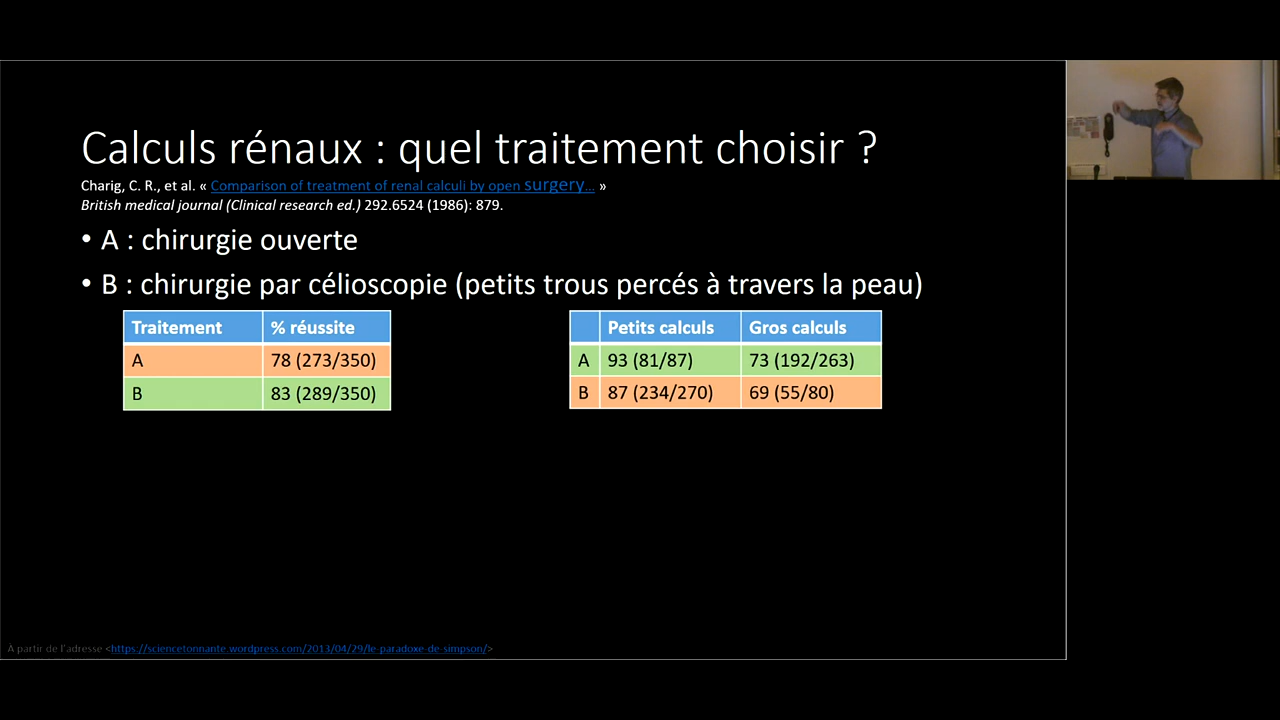 Calculs rénaux : quel traitement choisir ?
Charig, C. R., et al. « Comparison of treatment of renal calculi by open surgery... »
British medical journal (Clinical research ed.) 292.6524 (1986): 879.
• A : chirurgie ouverte
• B : chirurgie par célioscopie (petits trous percés à travers la peau)
Traitement % réussite
A 78 (273/350)
B 83 (289/350)
Petits calculs Gros calculs
A 93 (81/87) 73 (192/263)
B 87 (234/270) 69 (55/80)
À partir de l'adresse <https://sciencetonnante.wordpress.com/2013/04/29/le-paradoxe-de-simpson/>